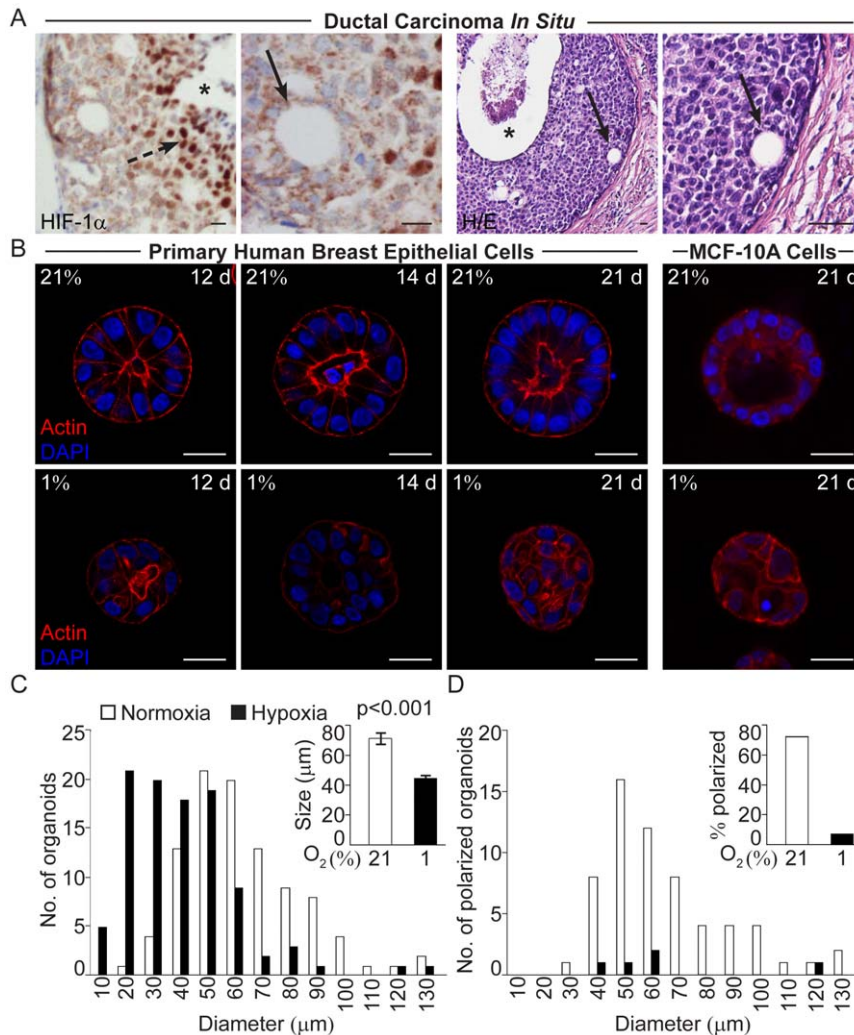 A
Ductal Carcinoma In Situ
*
HIF-1α
*
H/E
B
Primary Human Breast Epithelial Cells
MCF-10A Cells
21% 12 d
21% 14 d
21% 21 d
21% 21 d
Actin
DAPI
1% 12 d
1% 14 d
1% 21 d
1% 21 d
Actin
DAPI
C
Normoxia Hypoxia
p<0.001
No. of organoids
25
20
15
10
5
0
10 20 30 40 50 60 70 80 90 100 110 120 130
Diameter (μm)
Size (μm)
80
60
40
20
0
O₂(%) 21 1
D
No. of polarized organoids
20
15
10
5
0
10 20 30 40 50 60 70 80 90 100 110 120 130
Diameter (μm)
% polarized
80
60
40
20
0
O₂(%) 21 1